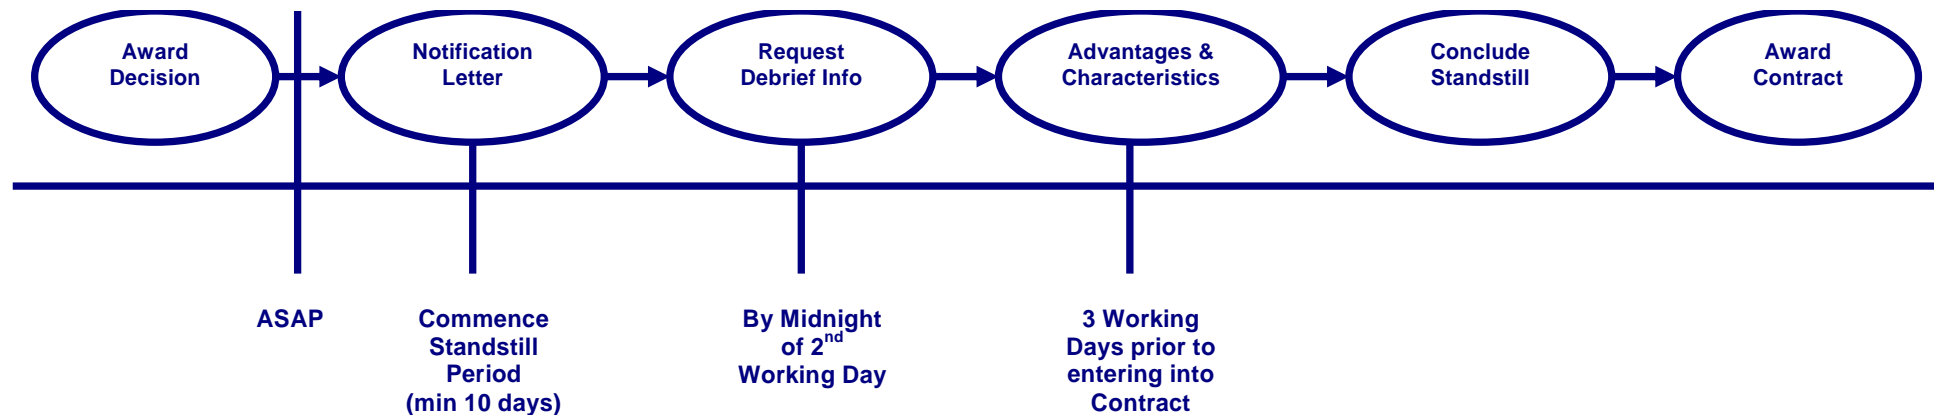 Award
Decision
Notification
Letter
Request
Debrief Info
Advantages &
Characteristics
Conclude
Standstill
Award
Contract
ASAP
Commence
Standstill
Period
(min 10 days)
By Midnight
of 2nd
Working Day
3 Working
Days prior to
entering into
Contract